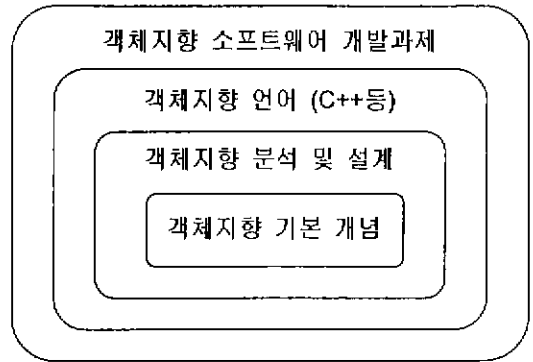 객체지향 소프트웨어 개발과제
객체지향 언어 (C++등)
객체지향 분석 및 설계
객체지향 기본 개념